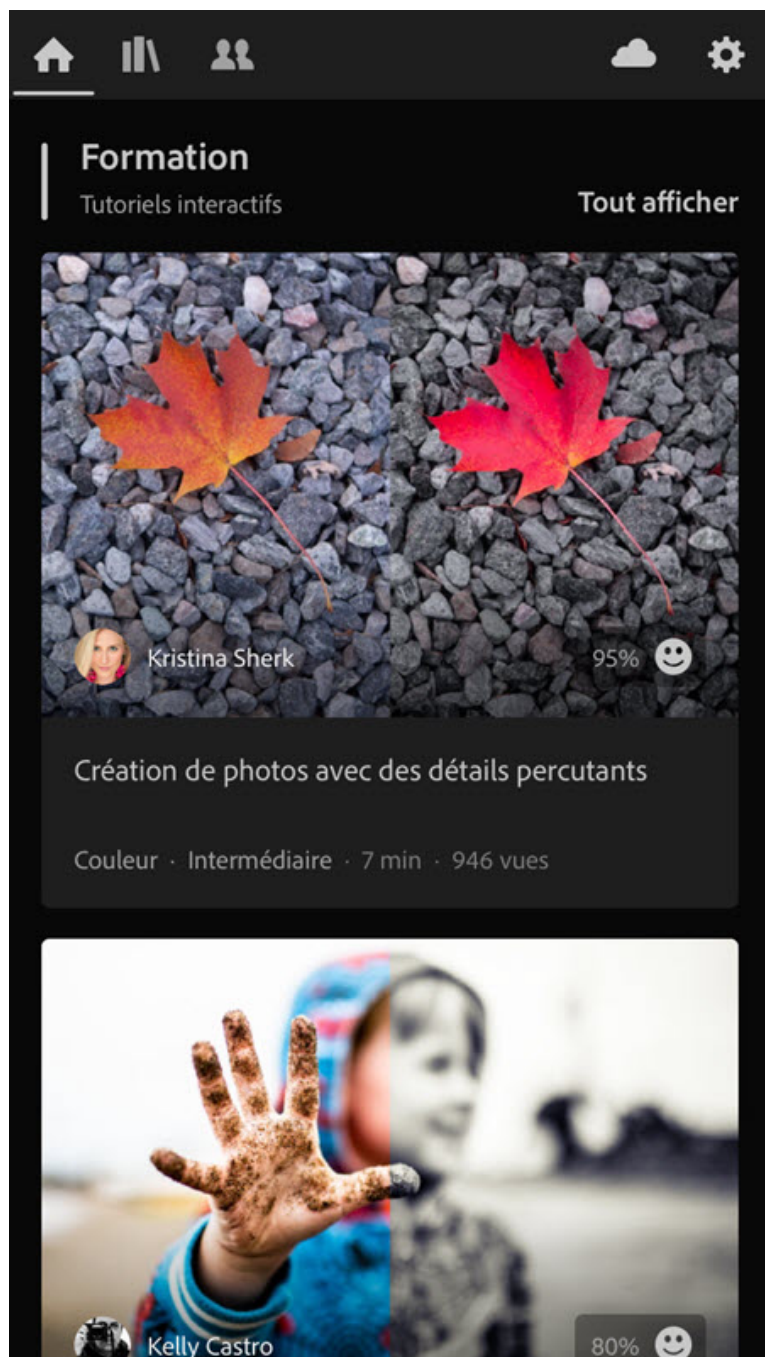 Formation
Tutoriels interactifs
Tout afficher
Kristina Sherk
95%
Création de photos avec des détails percutants
Couleur · Intermédiaire · 7 min · 946 vues
Kelly Castro
80%